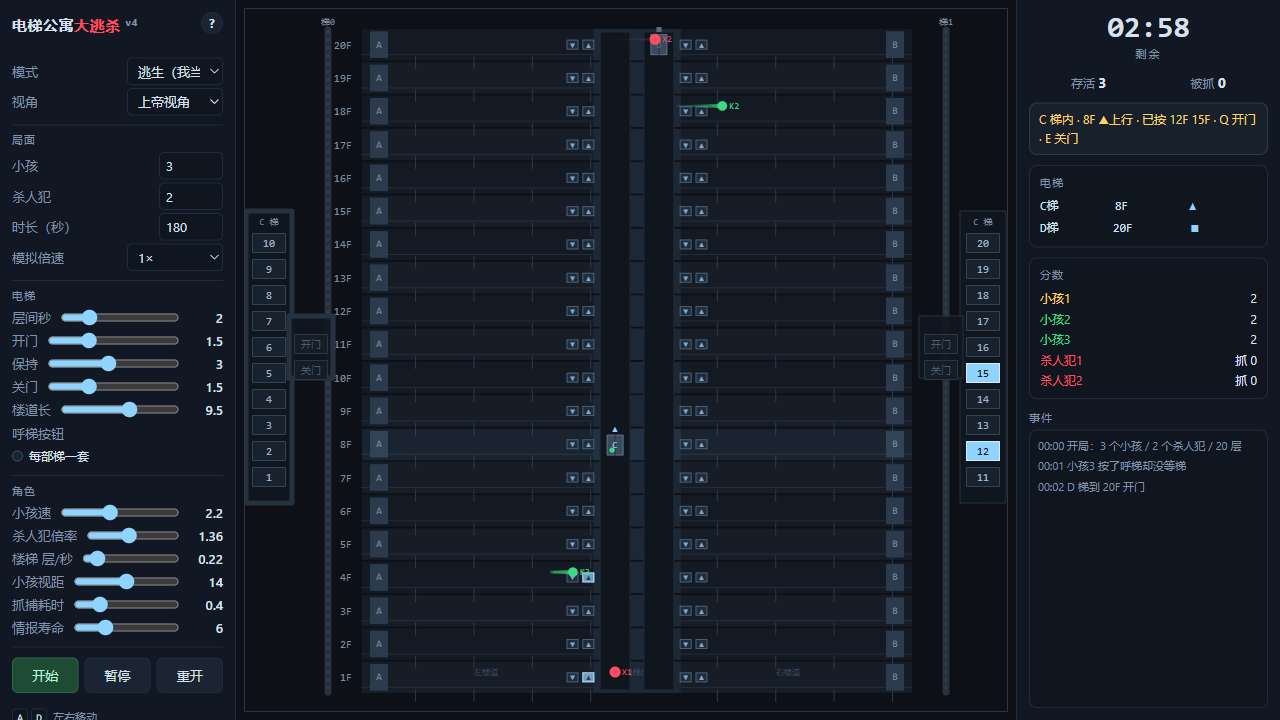 电梯公寓大逃杀 v4
?
模式 逃生（我当
视角 上帝视角
局面
小孩 3
杀人犯 2
时长（秒） 180
模拟倍速 1×
电梯
层间秒 2
开门 1.5
保持 3
关门 1.5
楼道长 9.5
呼梯按钮
每部梯一套
角色
小孩速 2.2
杀人犯倍率 1.36
楼梯 层/秒 0.22
小孩视距 14
抓捕耗时 0.4
情报寿命 6
开始 暂停 重开
A D 左右移动
梯0 梯1
20F A ▼ ▲ X2 ▼ ▲ B
19F A ▼ ▲ ▼ ▲ B
18F A ▼ ▲ ▼ ▲ K2 B
17F A ▼ ▲ ▼ ▲ B
16F A ▼ ▲ ▼ ▲ B
15F A ▼ ▲ ▼ ▲ B
14F A ▼ ▲ ▼ ▲ B
13F A ▼ ▲ ▼ ▲ B
12F A ▼ ▲ ▼ ▲ B
11F A ▼ ▲ ▼ ▲ B
10F A ▼ ▲ ▼ ▲ B
9F A ▼ ▲ ▼ ▲ B
8F A ▼ ▲ C ▼ ▲ B
7F A ▼ ▲ ▼ ▲ B
6F A ▼ ▲ ▼ ▲ B
5F A ▼ ▲ ▼ ▲ B
4F A ▼ ▲ ▼ ▲ B
3F A ▼ ▲ ▼ ▲ B
2F A ▼ ▲ ▼ ▲ B
1F A 左楼道 ▼ ▲ X1 ▼ ▲ 右楼道 B
C 梯
10
9
8
7
6
5
4
3
2
1
开门
关门
C 梯
20
19
18
17
16
15
14
13
12
11
开门
关门
02:58
剩余
存活 3 被抓 0
C 梯内 · 8F ▲上行 · 已按 12F 15F · Q 开门
· E 关门
电梯
C梯 8F ▲
D梯 20F ■
分数
小孩1 2
小孩2 2
小孩3 2
杀人犯1 抓 0
杀人犯2 抓 0
事件
00:00 开局：3 个小孩 / 2 个杀人犯 / 20 层
00:01 小孩3 按了呼梯却没等梯
00:02 D 梯到 20F 开门